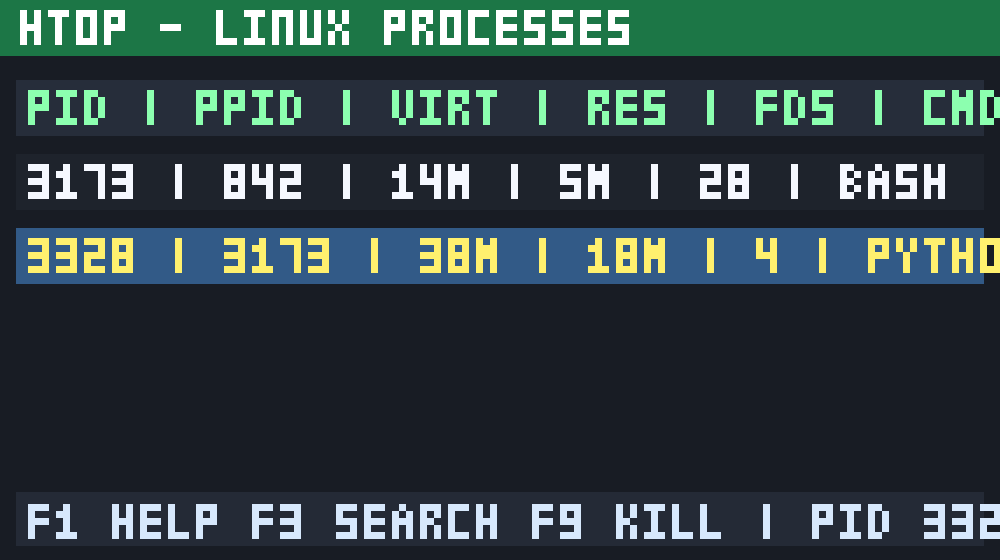 HTOP - LINUX PROCESSES
PID | PPID | VIRT | RES | FDS | CMD
3173 | 842 | 14M | 5M | 28 | BASH
3328 | 3173 | 38M | 18M | 4 | PYTHO
F1 HELP F3 SEARCH F9 KILL | PID 332